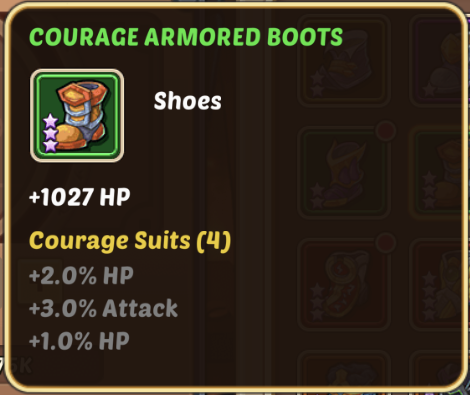 COURAGE ARMORED BOOTS
Shoes
+1027 HP
Courage Suits (4)
+2.0% HP
+3.0% Attack
+1.0% HP